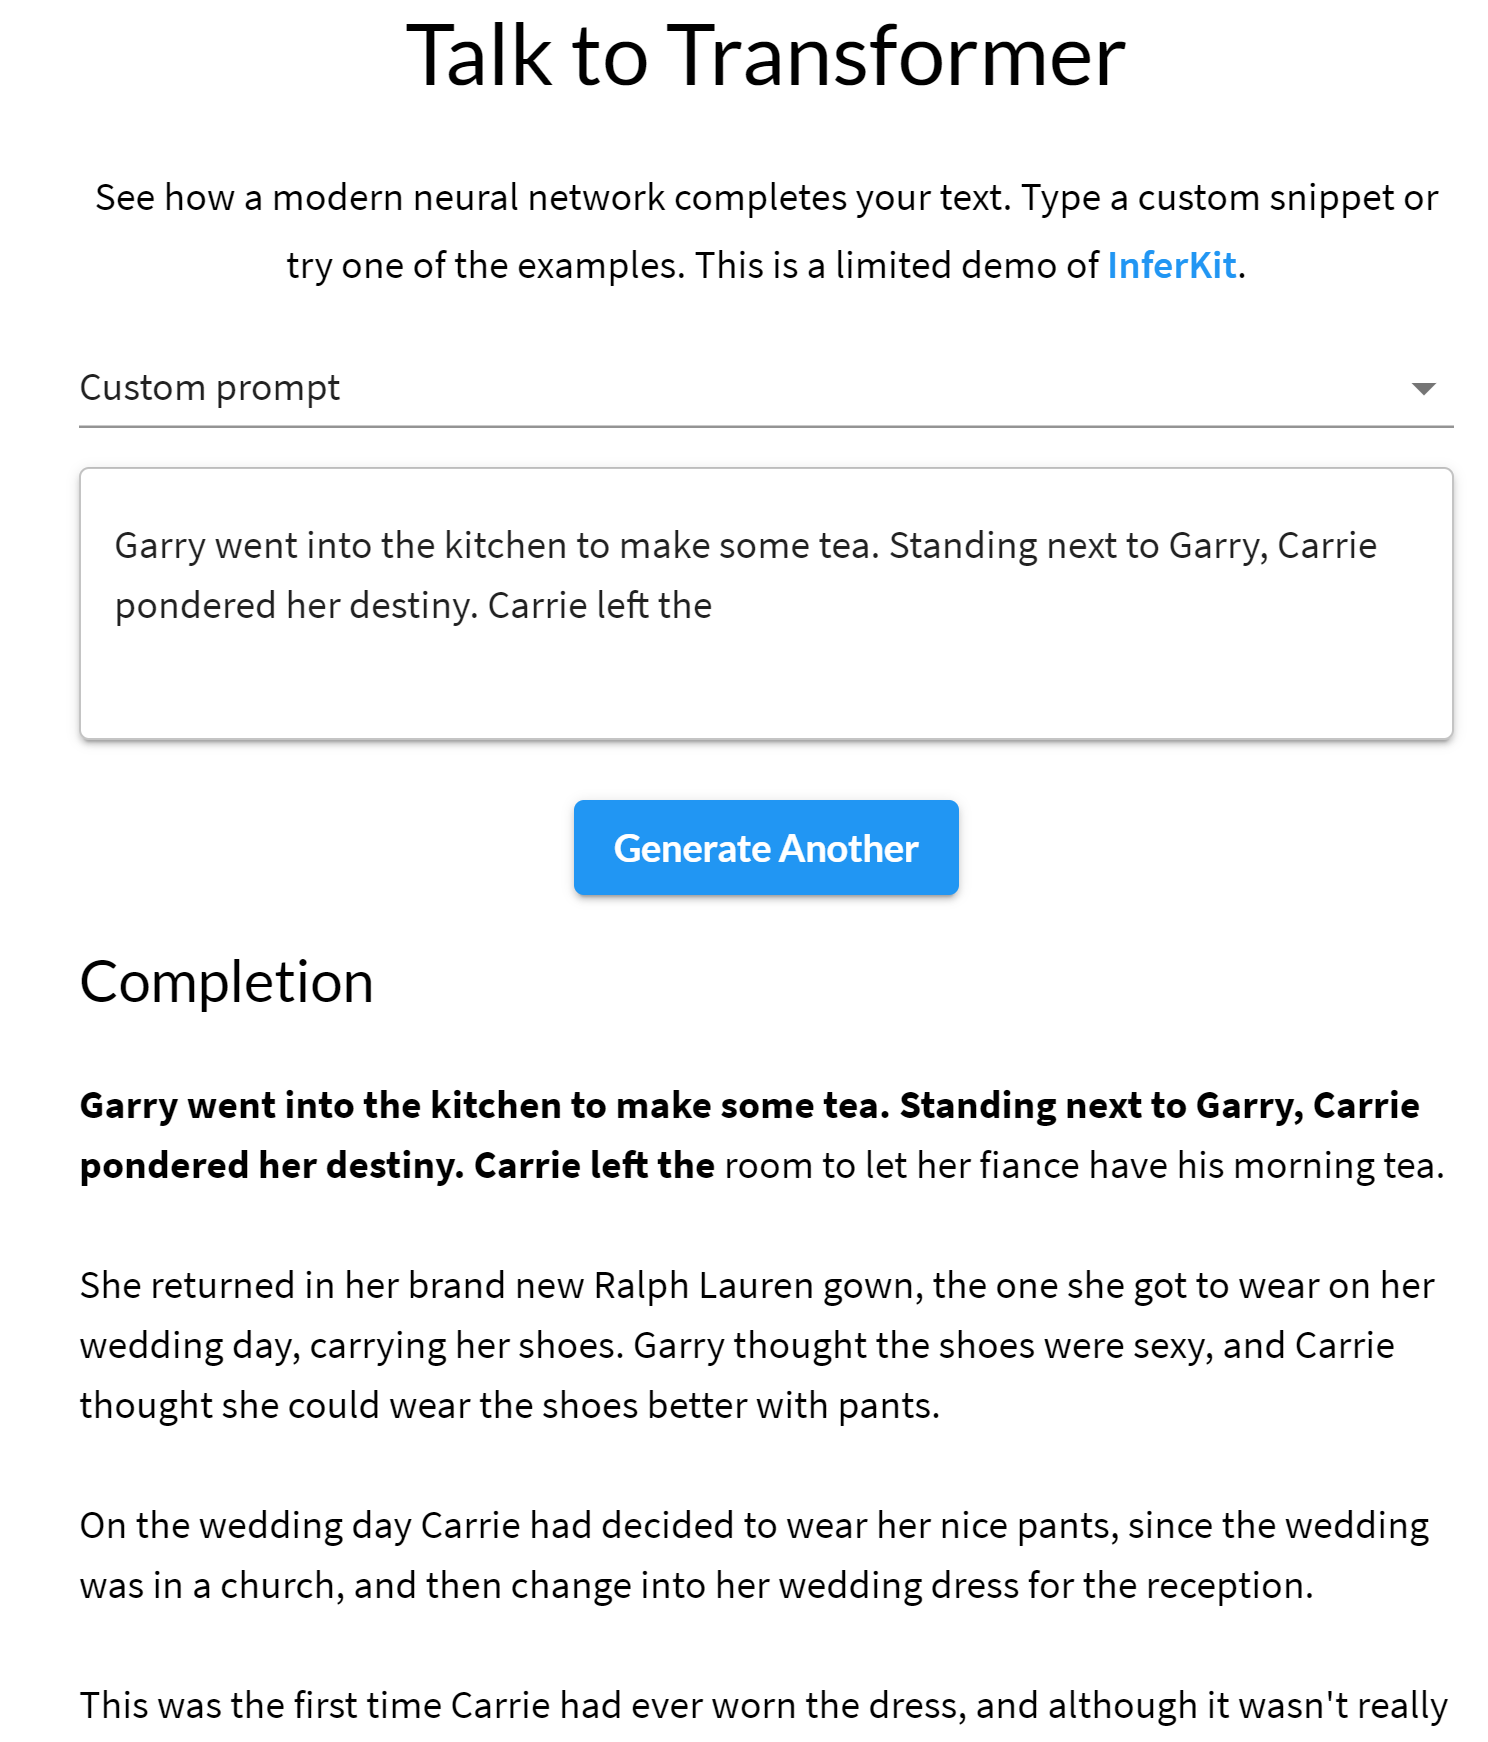 Talk to Transformer
See how a modern neural network completes your text. Type a custom snippet or
try one of the examples. This is a limited demo of InferKit.
Custom prompt
Garry went into the kitchen to make some tea. Standing next to Garry, Carrie
pondered her destiny. Carrie left the
Generate Another
Completion
Garry went into the kitchen to make some tea. Standing next to Garry, Carrie
pondered her destiny. Carrie left the room to let her fiance have his morning tea.
She returned in her brand new Ralph Lauren gown, the one she got to wear on her
wedding day, carrying her shoes. Garry thought the shoes were sexy, and Carrie
thought she could wear the shoes better with pants.
On the wedding day Carrie had decided to wear her nice pants, since the wedding
was in a church, and then change into her wedding dress for the reception.
This was the first time Carrie had ever worn the dress, and although it wasn't really